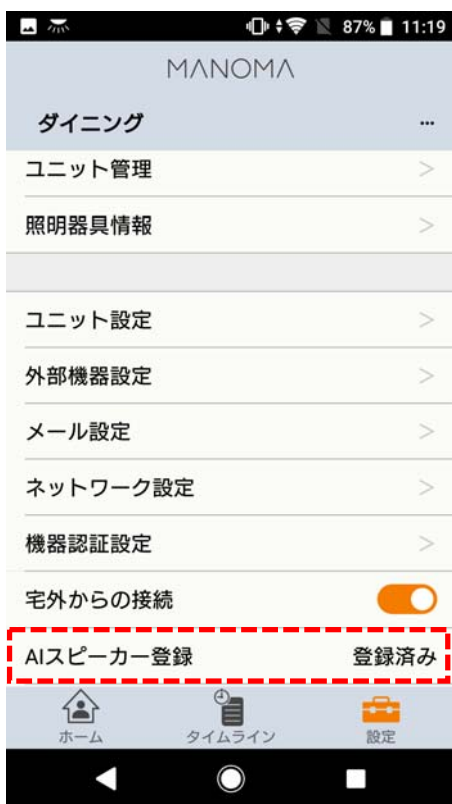 87% 11:19
MANOMA
ダイニング ...
ユニット管理 >
照明器具情報 >
ユニット設定 >
外部機器設定 >
メール設定 >
ネットワーク設定 >
機器認証設定 >
宅外からの接続
AIスピーカー登録 登録済み
ホーム タイムライン 設定